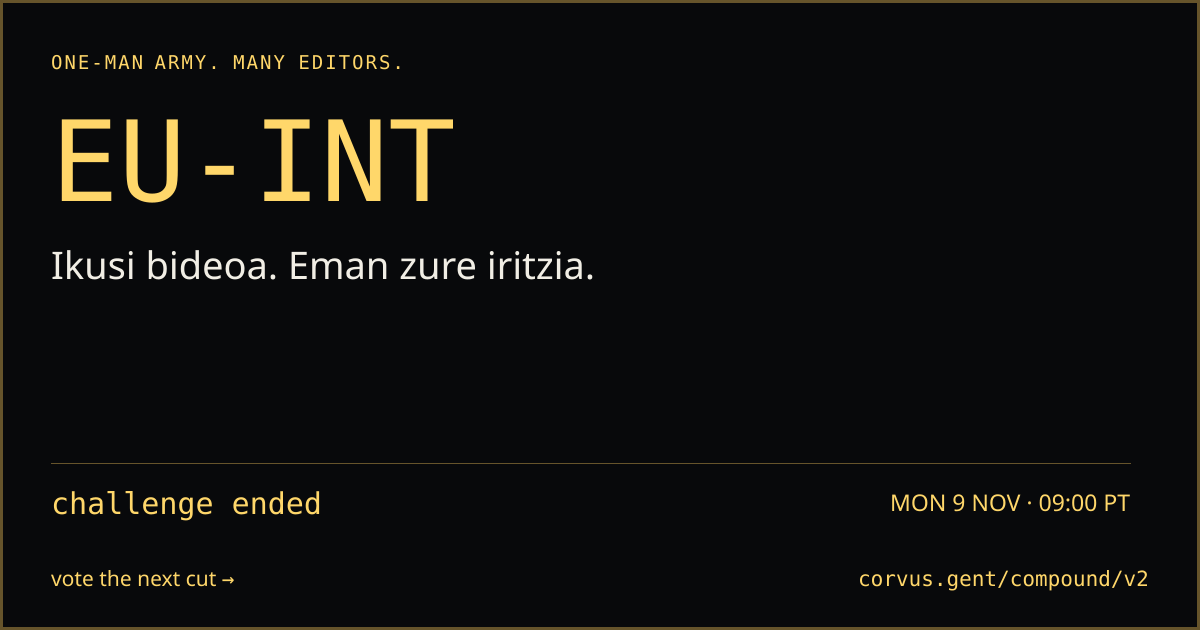 ONE-MAN ARMY. MANY EDITORS.
EU-INT
Ikusi bideoa. Eman zure iritzia.
challenge ended
MON 9 NOV · 09:00 PT
vote the next cut →
corvus.gent/compound/v2